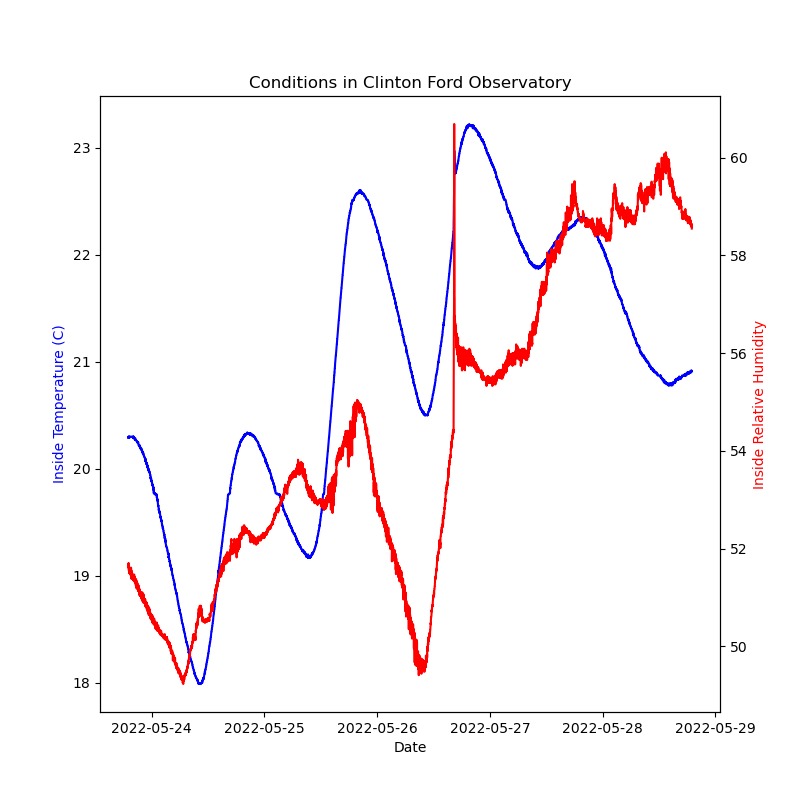 Conditions in Clinton Ford Observatory
23
22
21
20
19
18
Inside Temperature (C)
60
58
56
54
52
50
Inside Relative Humidity
2022-05-24 2022-05-25 2022-05-26 2022-05-27 2022-05-28 2022-05-29
Date